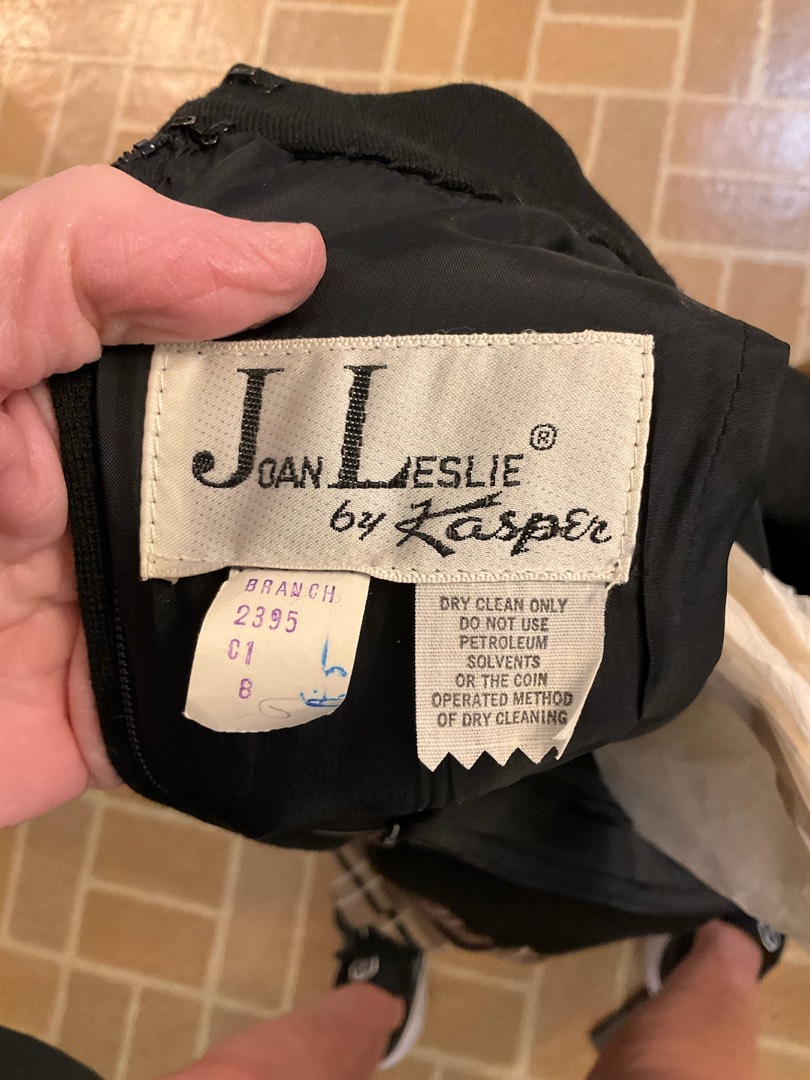 JOAN LESLIE ®
by Kasper
BRANCH
2395
C1
8
DRY CLEAN ONLY
DO NOT USE
PETROLEUM
SOLVENTS
OR THE COIN
OPERATED METHOD
OF DRY CLEANING